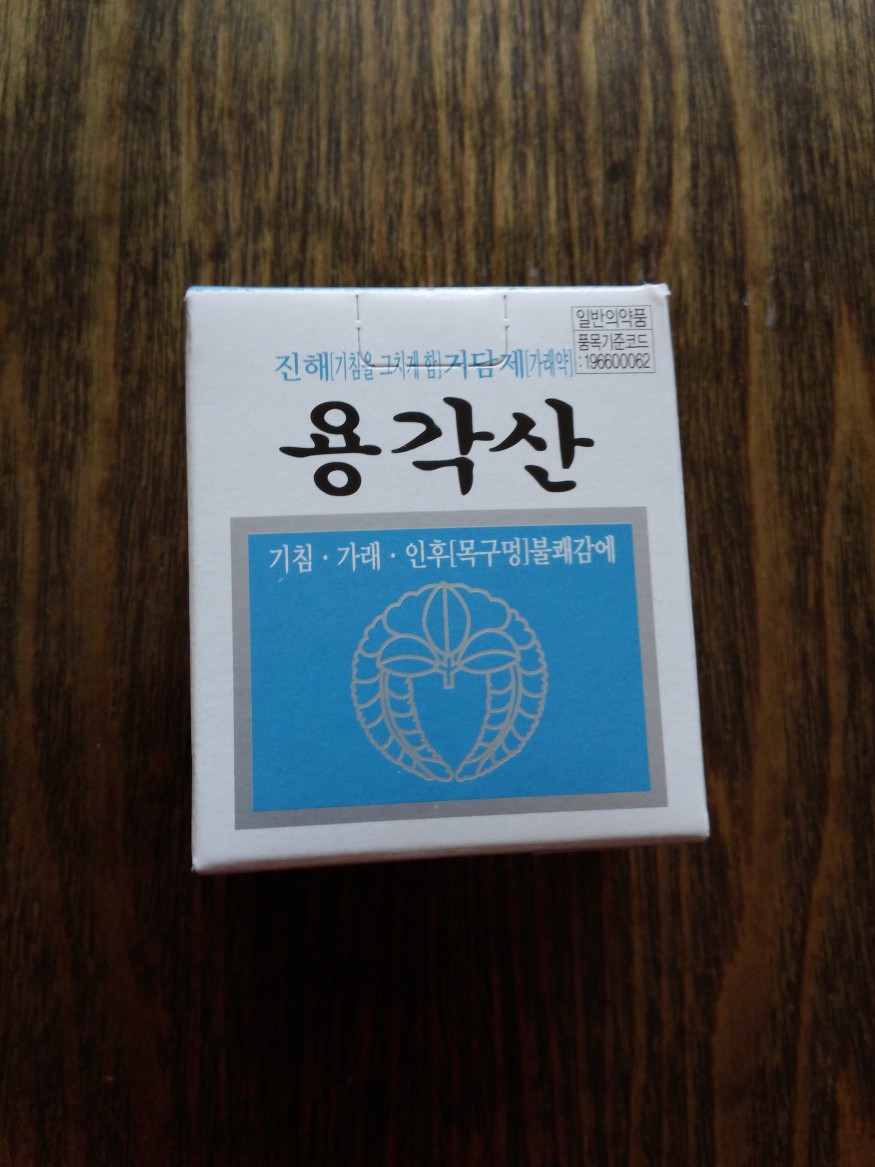 일반의약품
품목기준코드
:196600062
진해[기침을 그치게 함]거담제[가래약]
용각산
기침 · 가래 · 인후[목구멍]불쾌감에